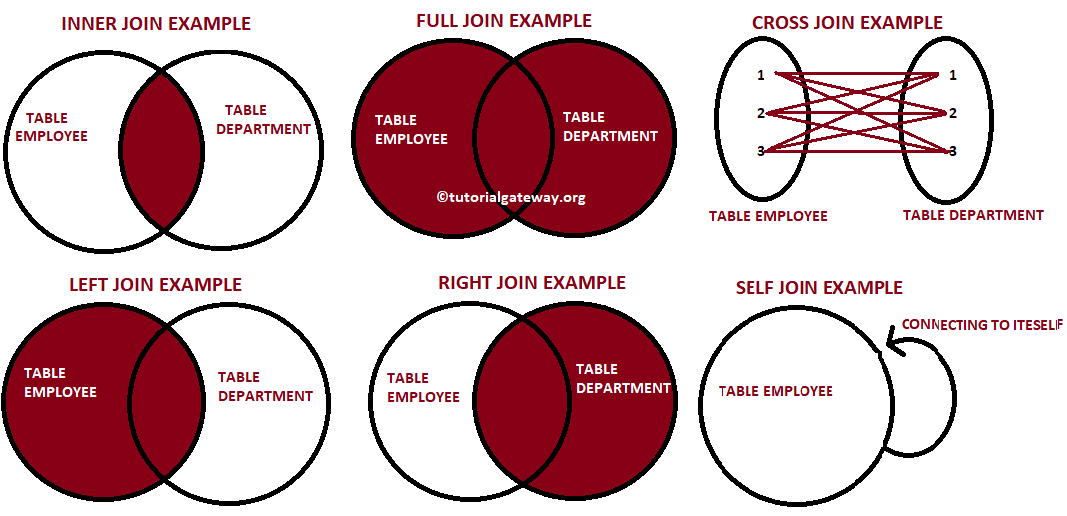 INNER JOIN EXAMPLE
TABLE
EMPLOYEE
TABLE
DEPARTMENT
FULL JOIN EXAMPLE
TABLE
EMPLOYEE
TABLE
DEPARTMENT
©tutorialgateway.org
CROSS JOIN EXAMPLE
1 1
2 2
3 3
TABLE EMPLOYEE
TABLE DEPARTMENT
LEFT JOIN EXAMPLE
TABLE
EMPLOYEE
TABLE
DEPARTMENT
RIGHT JOIN EXAMPLE
TABLE
EMPLOYEE
TABLE
DEPARTMENT
SELF JOIN EXAMPLE
CONNECTING TO ITESELF
TABLE EMPLOYEE